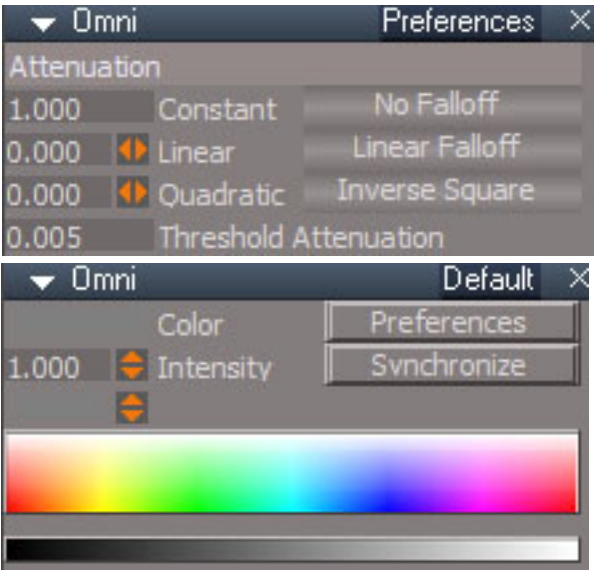 Omni Preferences X
Attenuation
1.000 Constant No Falloff
0.000 Linear Linear Falloff
0.000 Quadratic Inverse Square
0.005 Threshold Attenuation
Omni Default X
Color Preferences
1.000 Intensity Synchronize